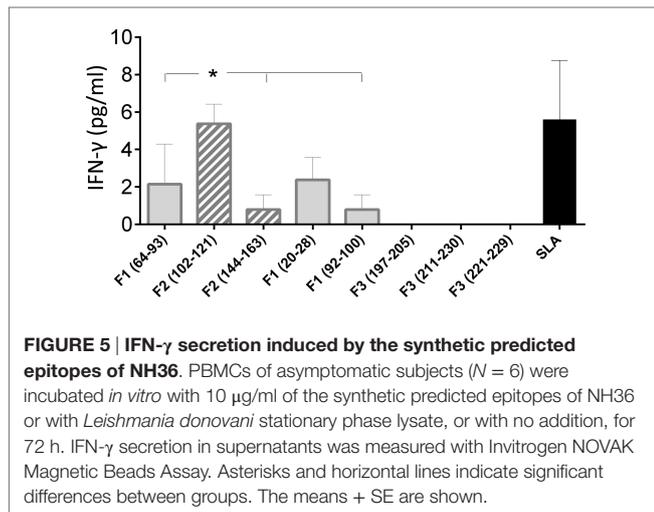 10
8
6
4
2
0
IFN-γ (pg/ml)
*
F1 (64-93)
F2 (102-121)
F2 (144-163)
F1 (20-28)
F1 (92-100)
F3 (197-205)
F3 (211-230)
F3 (221-229)
SLA
FIGURE 5 | IFN-γ secretion induced by the synthetic predicted
epitopes of NH36. PBMCs of asymptomatic subjects (N = 6) were
incubated in vitro with 10 μg/ml of the synthetic predicted epitopes of NH36
or with Leishmania donovani stationary phase lysate, or with no addition, for
72 h. IFN-γ secretion in supernatants was measured with Invitrogen NOVAK
Magnetic Beads Assay. Asterisks and horizontal lines indicate significant
differences between groups. The means + SE are shown.